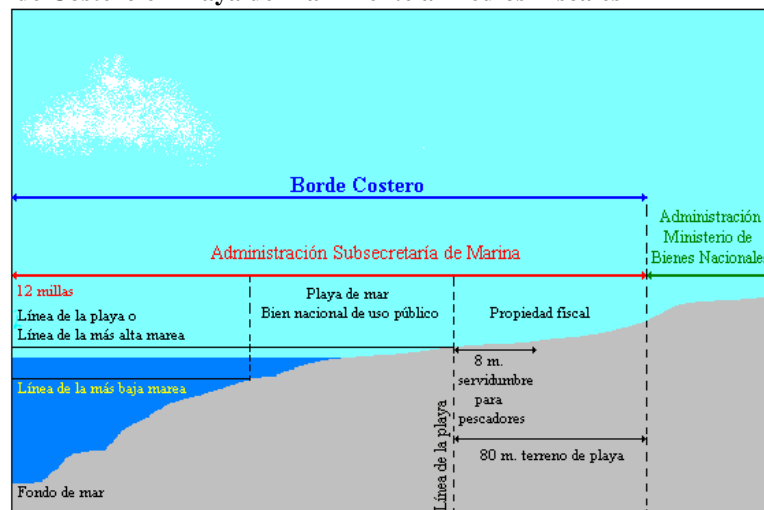 Borde Costero
Administración
Ministerio de
Bienes Nacionales
Administración Subsecretaría de Marina
12 millas
Línea de la playa o
Línea de la más alta marea
Playa de mar
Bien nacional de uso público
Propiedad fiscal
8 m.
servidumbre
para
pescadores
Línea de la más baja marea
Línea de la playa
80 m. terreno de playa
Fondo de mar